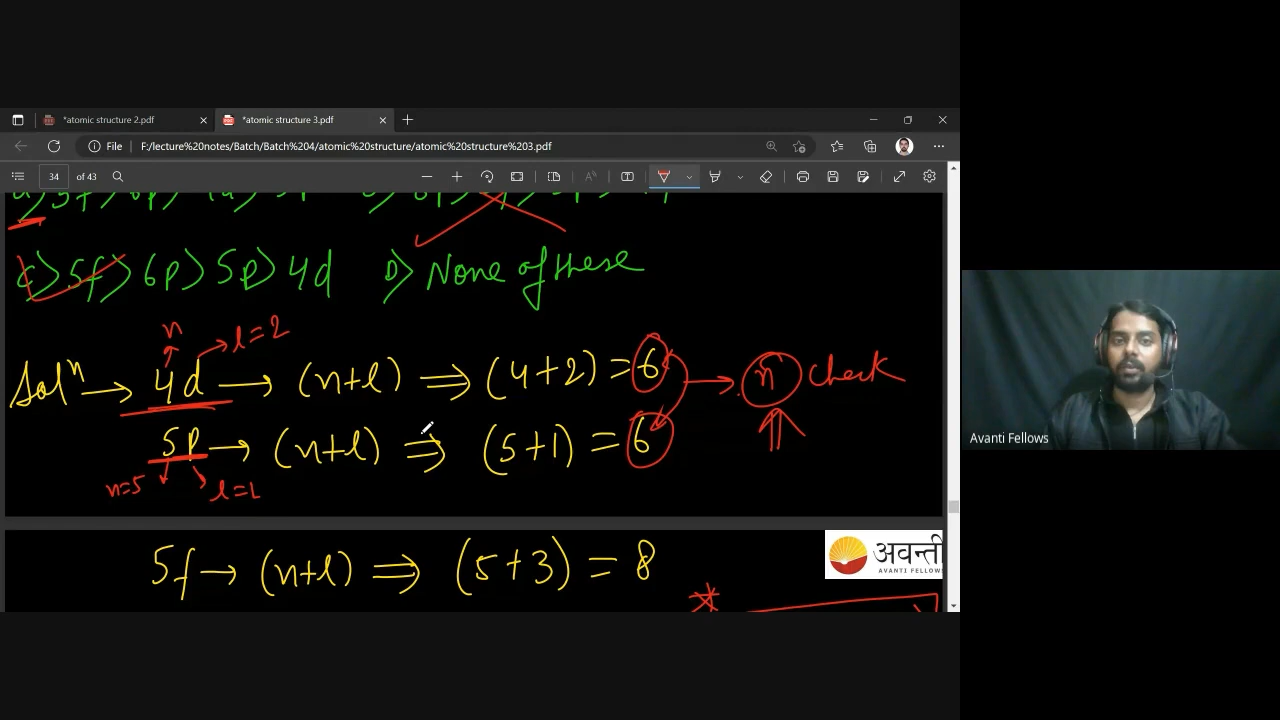 *atomic structure 2.pdf
*atomic structure 3.pdf
File
F:/lecture%20notes/Batch/Batch%204/atomic%20structure/atomic%20structure%203.pdf
34 of 43
c> 5f> 6p> 5p> 4d D> None of these
n
l=2
Solⁿ → 4d → (n+l) ⇒ (4+2) = 6 → n check
5p → (n+l) ⇒ (5+1) = 6
n=5
l=1
5f → (n+l) ⇒ (5+3) = 8
अवन्ती
AVANTI FELLOWS
Avanti Fellows